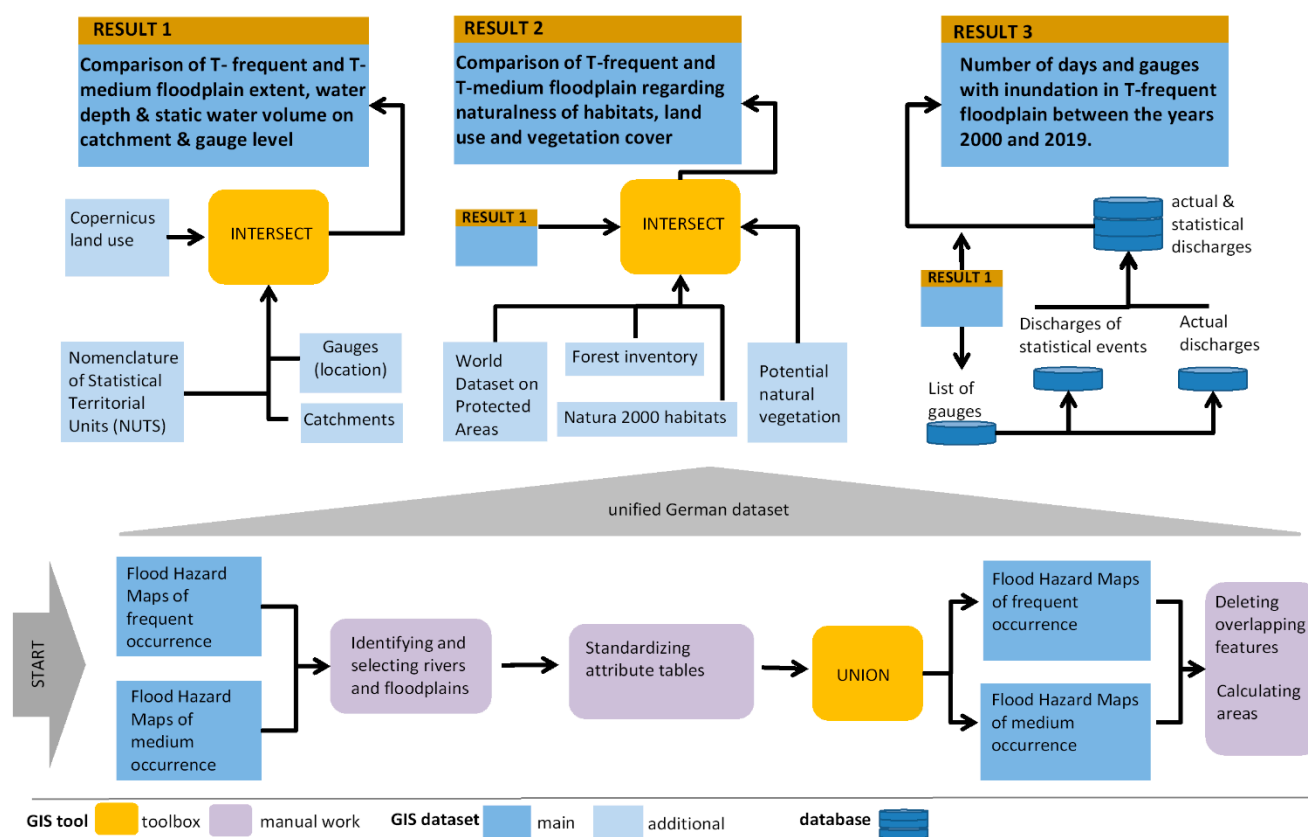 RESULT 1
Comparison of T- frequent and T-
medium floodplain extent, water
depth & static water volume on
catchment & gauge level
Copernicus
land use
INTERSECT
Nomenclature
of Statistical
Territorial
Units (NUTS)
Gauges
(location)
Catchments
RESULT 2
Comparison of T-frequent and
T-medium floodplain regarding
naturalness of habitats, land
use and vegetation cover
RESULT 1
INTERSECT
World
Dataset on
Protected
Areas
Forest inventory
Natura 2000 habitats
Potential
natural
vegetation
RESULT 3
Number of days and gauges
with inundation in T-frequent
floodplain between the years
2000 and 2019.
actual &
statistical
discharges
RESULT 1
Discharges of
statistical events
Actual
discharges
List of
gauges
unified German dataset
START
Flood Hazard
Maps of
frequent
occurrence
Flood Hazard
Maps of
medium
occurrence
Identifying and
selecting rivers
and floodplains
Standardizing
attribute tables
UNION
Flood Hazard Maps
of frequent
occurrence
Flood Hazard Maps
of medium
occurrence
Deleting
overlapping
features
Calculating
areas
GIS tool toolbox manual work GIS dataset main additional database